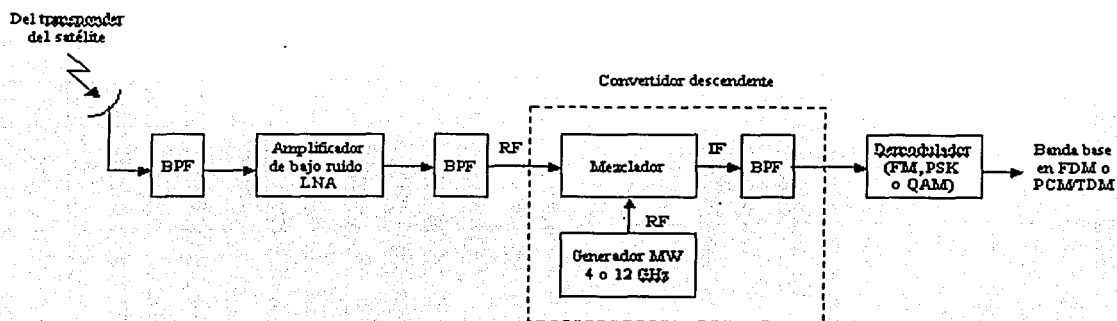 Del transponder
del satélite
Convertidor descendente
BPF
Amplificador
de bajo ruido
LNA
BPF
RF
Mezclador
IF
BPF
Demodulador
(FM, PSK
o QAM)
Banda base
en FDM o
PCM/TDM
RF
Generador MW
4 o 12 GHz